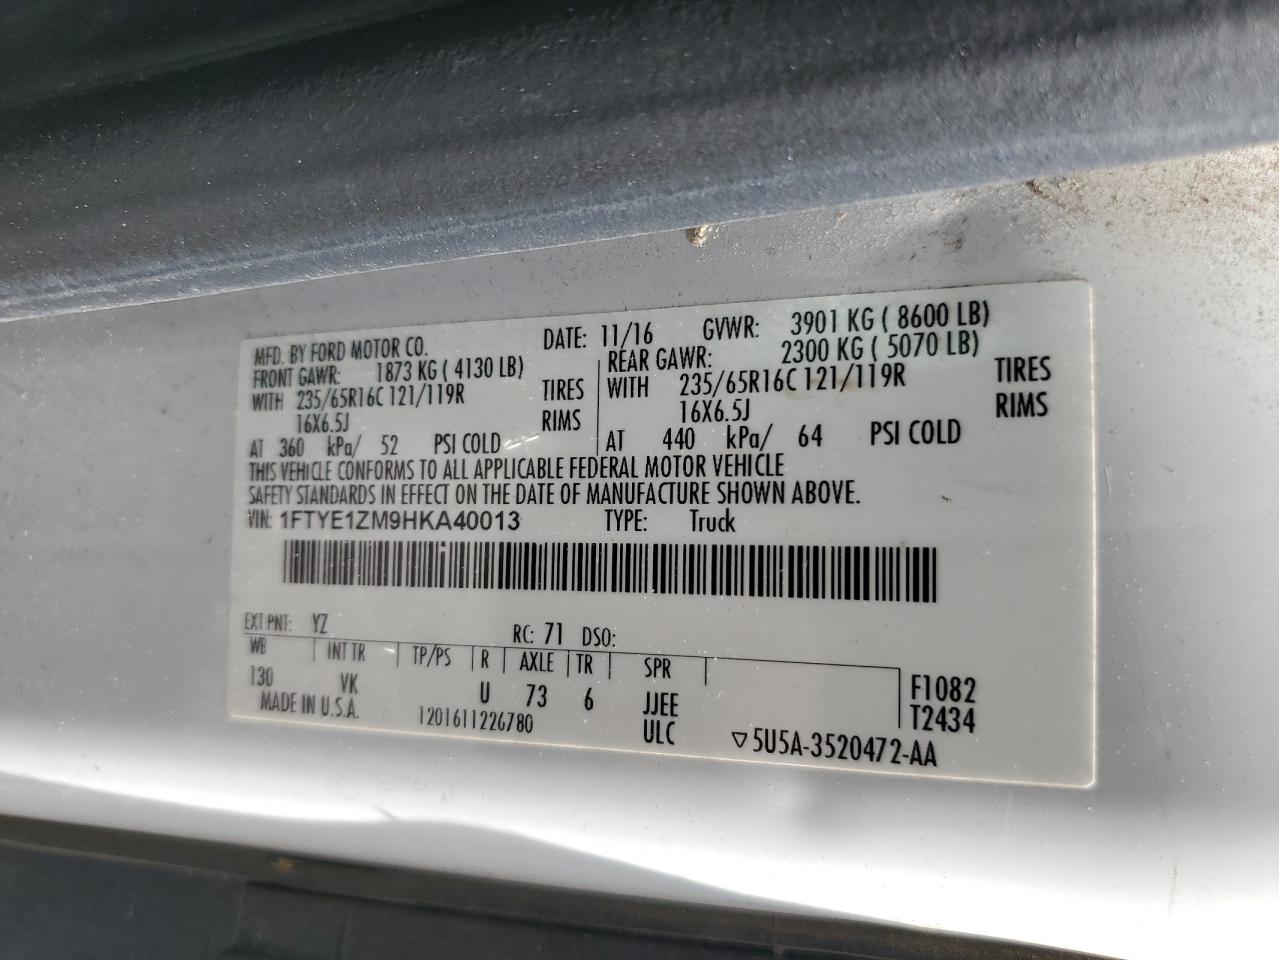 MFD. BY FORD MOTOR CO. DATE: 11/16 GVWR: 3901 KG ( 8600 LB)
FRONT GAWR: 1873 KG ( 4130 LB) REAR GAWR: 2300 KG ( 5070 LB)
WITH 235/65R16C 121/119R TIRES WITH 235/65R16C 121/119R TIRES
16X6.5J RIMS 16X6.5J RIMS
AT 360 kPa/ 52 PSI COLD AT 440 kPa/ 64 PSI COLD
THIS VEHICLE CONFORMS TO ALL APPLICABLE FEDERAL MOTOR VEHICLE
SAFETY STANDARDS IN EFFECT ON THE DATE OF MANUFACTURE SHOWN ABOVE.
VIN: 1FTYE1ZM9HKA40013 TYPE: Truck
EXT PNT: YZ RC: 71 DSO:
WB INT TR TP/PS R AXLE TR SPR
130 VK U 73 6 JJEE F1082
MADE IN U.S.A. 1201611226780 ULC T2434
▽5U5A-3520472-AA